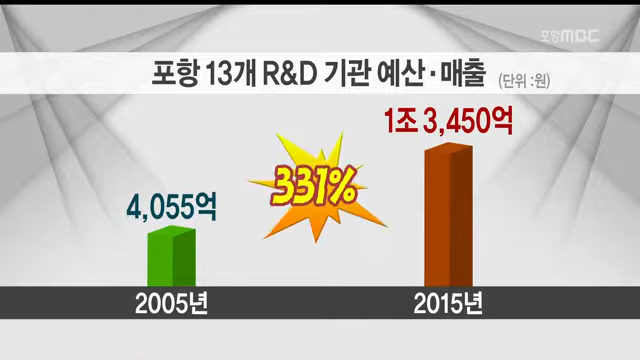 포항MBC
포항 13개 R&D 기관 예산·매출 (단위 :원)
1조 3,450억
331%
4,055억
2005년
2015년